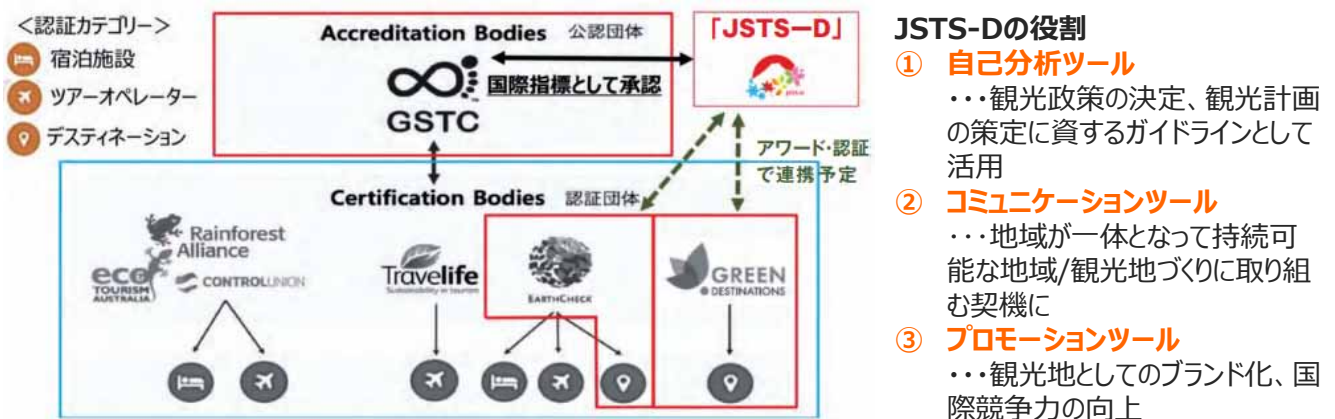 <認証カテゴリー>
宿泊施設
ツアーオペレーター
デスティネーション
Accreditation Bodies 公認団体
GSTC
国際指標として承認
「JSTSーD」
アワード・認証
で連携予定
Certification Bodies 認証団体
Rainforest
Alliance
eco
TOURISM
AUSTRALIA
CONTROLUNION
Travelife
Sustainability in tourism
EARTHCHECK
GREEN
DESTINATIONS
JSTS-Dの役割
① 自己分析ツール
・・・観光政策の決定、観光計画
の策定に資するガイドラインとして
活用
② コミュニケーションツール
・・・地域が一体となって持続可
能な地域/観光地づくりに取り組
む契機に
③ プロモーションツール
・・・観光地としてのブランド化、国
際競争力の向上